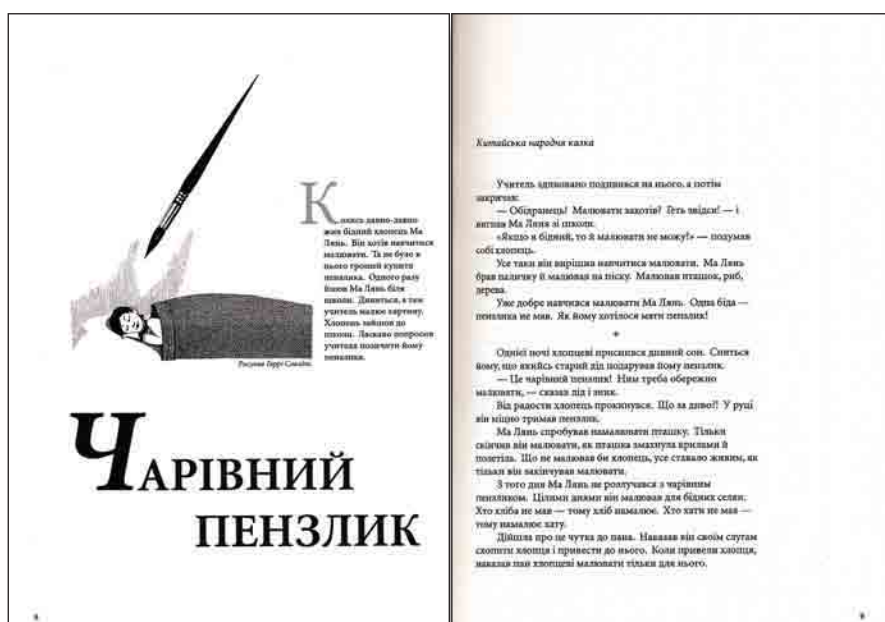 Колись давно-давно
жив бідний хлопець Ма
Лянь. Він хотів навчитися
малювати. Та не було в
нього грошей купити
пензлика. Одного разу
йшов Ма Лянь біля
школи. Дивиться, а там
учитель малює картину.
Хлопець зайшов до
школи. Ласкаво попросив
учителя позичити йому
пензлика.
Рисунки Террі
ЧАРІВНИЙ
ПЕНЗЛИК
8
Китайська народня казка
Учитель здивовано подивився на нього, а потім
закричав:
— Обідранець! Малювати захотів? Геть звідси! — і
вигнав Ма Ляня зі школи.
«Якщо я бідний, то й малювати не можу!» — подумав
собі хлопець.
Усе таки він вирішив навчитися малювати. Ма Лянь
брав паличку й малював на піску. Малював пташок, риб,
дерева.
Уже добре навчився малювати Ма Лянь. Одна біда —
пензлика не мав. Як йому хотілося мати пензлик!
*
Однієї ночі хлопцеві приснився дивний сон. Сниться
йому, що якийсь старий дід подарував йому пензлик.
— Це чарівний пензлик! Ним треба обережно
малювати, — сказав дід і зник.
Від радости хлопець прокинувся. Що за диво?! У руці
він міцно тримав пензлик.
Ма Лянь спробував намалювати пташку. Тільки
скінчив він малювати, як пташка змахнула крилами й
полетіла. Що не малював би хлопець, усе ставало живим, як
тільки він закінчував малювати.
З того дня Ма Лянь не розлучався з чарівним
пензликом. Цілими днями він малював для бідних селян.
Хто хліба не мав — тому хліб намалює. Хто хати не мав —
тому намалює хату.
Дійшла про це чутка до пана. Наказав він своїм слугам
схопити хлопця і привести до нього. Коли привели хлопця,
наказав пан хлопцеві малювати тільки для нього.
9